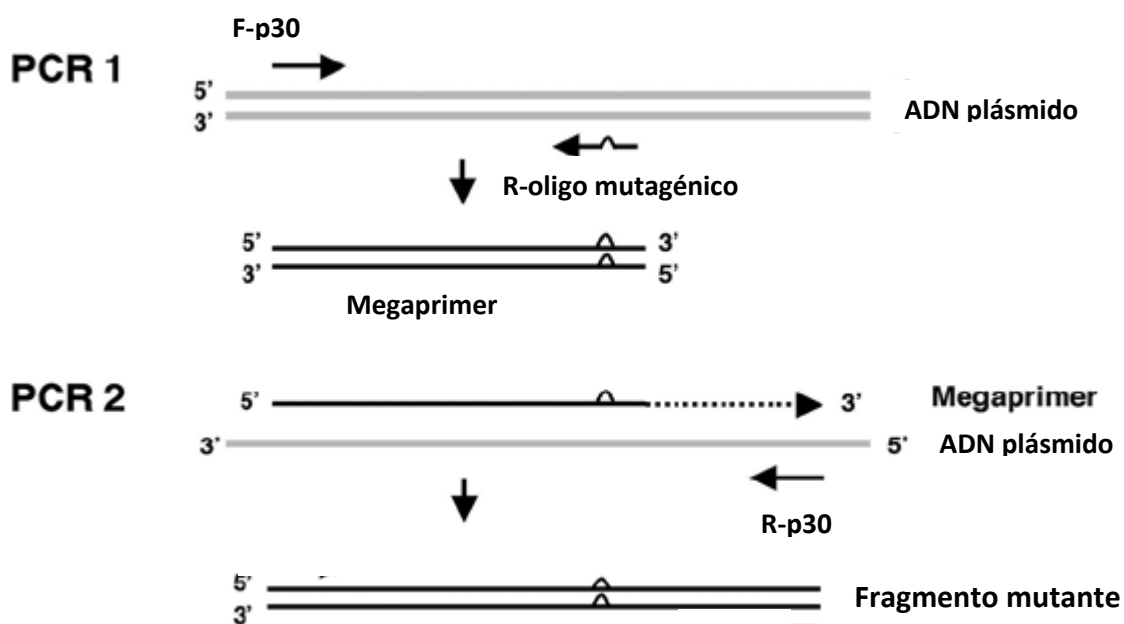 F-p30
PCR 1
5’
3’
ADN plásmido
R-oligo mutagénico
5’ 3’
3’ 5’
Megaprimer
PCR 2
5’ 3’ Megaprimer
3’ 5’ ADN plásmido
R-p30
5’
3’
Fragmento mutante